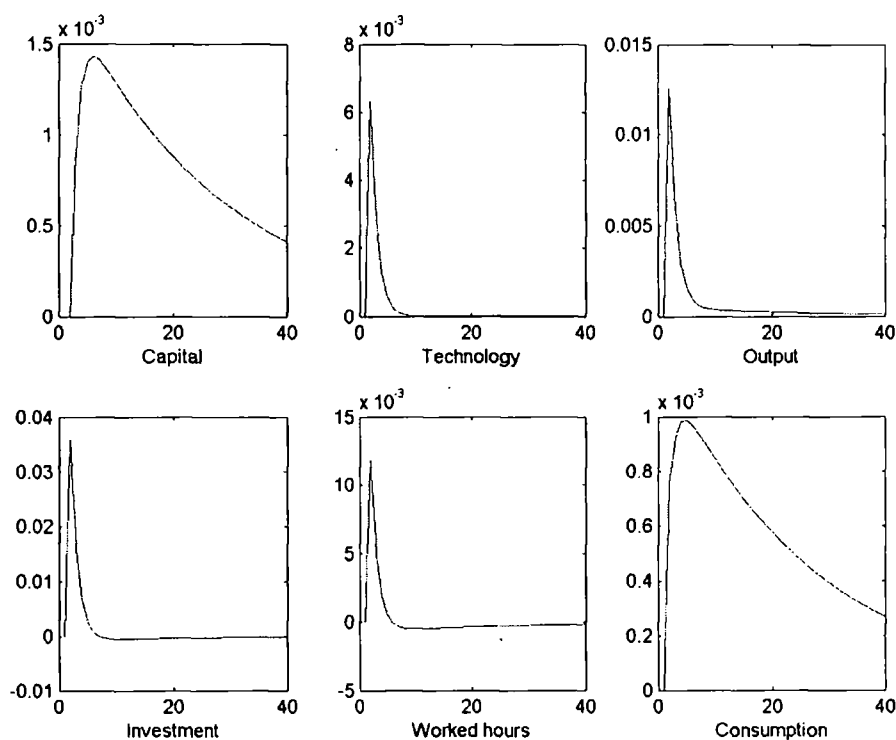 x 10⁻³
1.5
1
0.5
0
0 20 40
Capital
x 10⁻³
8
6
4
2
0
0 20 40
Technology
0.015
0.01
0.005
0
0 20 40
Output
0.04
0.03
0.02
0.01
0
-0.01
0 20 40
Investment
x 10⁻³
15
10
5
0
-5
0 20 40
Worked hours
x 10⁻³
1
0.8
0.6
0.4
0.2
0
0 20 40
Consumption